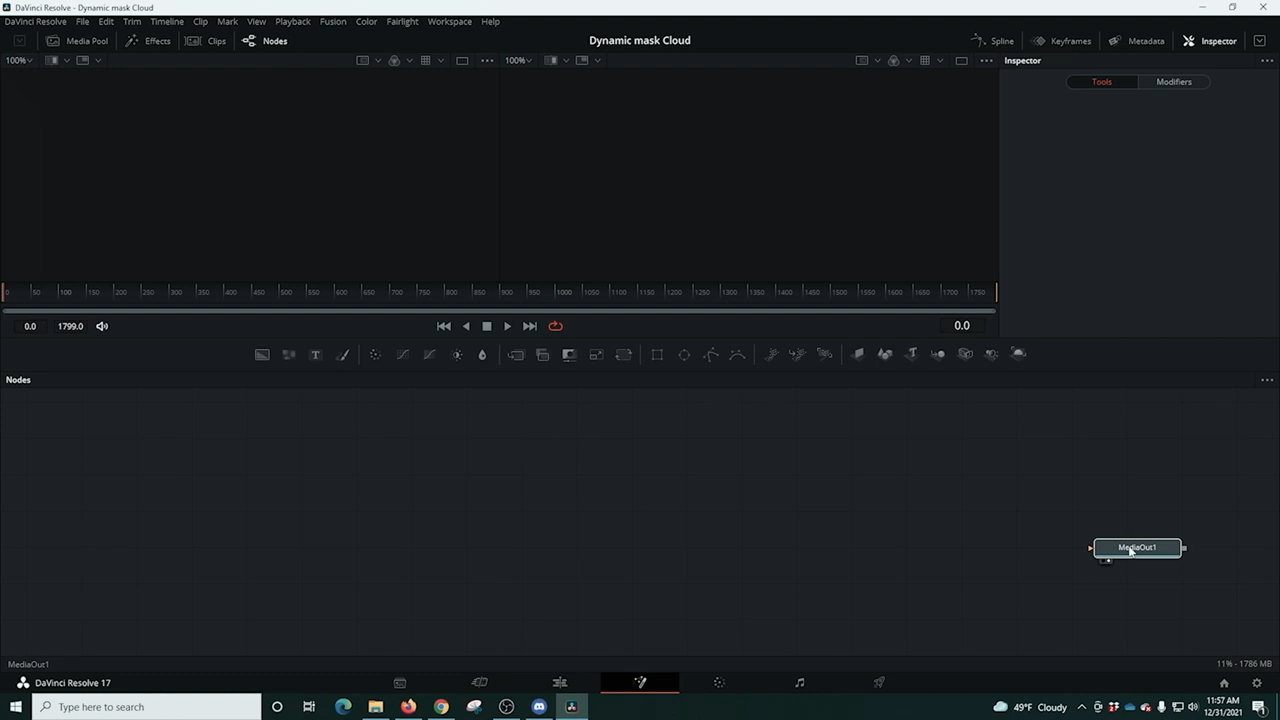 DaVinci Resolve - Dynamic mask Cloud
DaVinci Resolve File Edit Trim Timeline Clip Mark View Playback Fusion Color Fairlight Workspace Help
Media Pool Effects Clips Nodes Dynamic mask Cloud Spline Keyframes Metadata Inspector
100% 100% Inspector
Tools Modifiers
0 50 100 150 200 250 300 350 400 450 500 550 600 650 700 750 800 850 900 950 1000 1050 1100 1150 1200 1250 1300 1350 1400 1450 1500 1550 1600 1650 1700 1750
0.0 1799.0 0.0
T
Nodes
MediaOut1
MediaOut1 11% - 1786 MB
DaVinci Resolve 17
Type here to search 49°F Cloudy 11:57 AM
12/31/2021